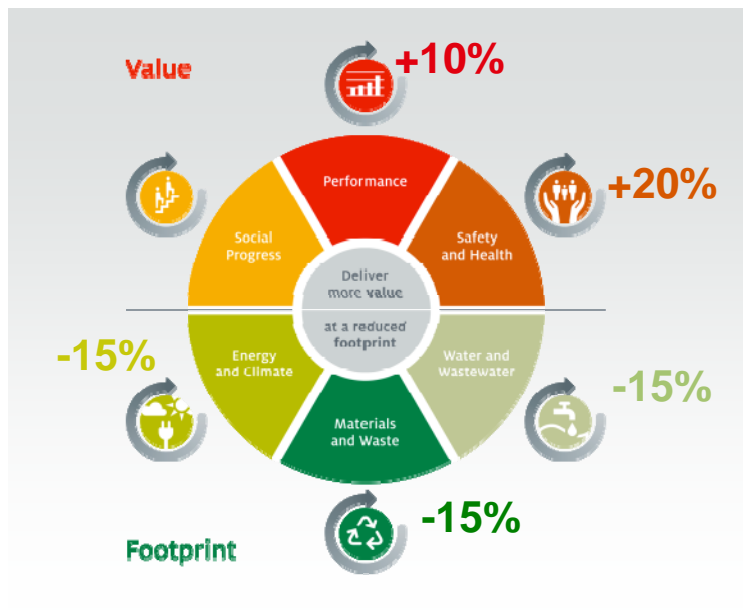 Value
+10%
Performance
+20%
Social
Progress
Safety
and Health
Deliver
more value
at a reduced
footprint
-15%
Energy
and Climate
Water and
Wastewater
-15%
Materials
and Waste
-15%
Footprint